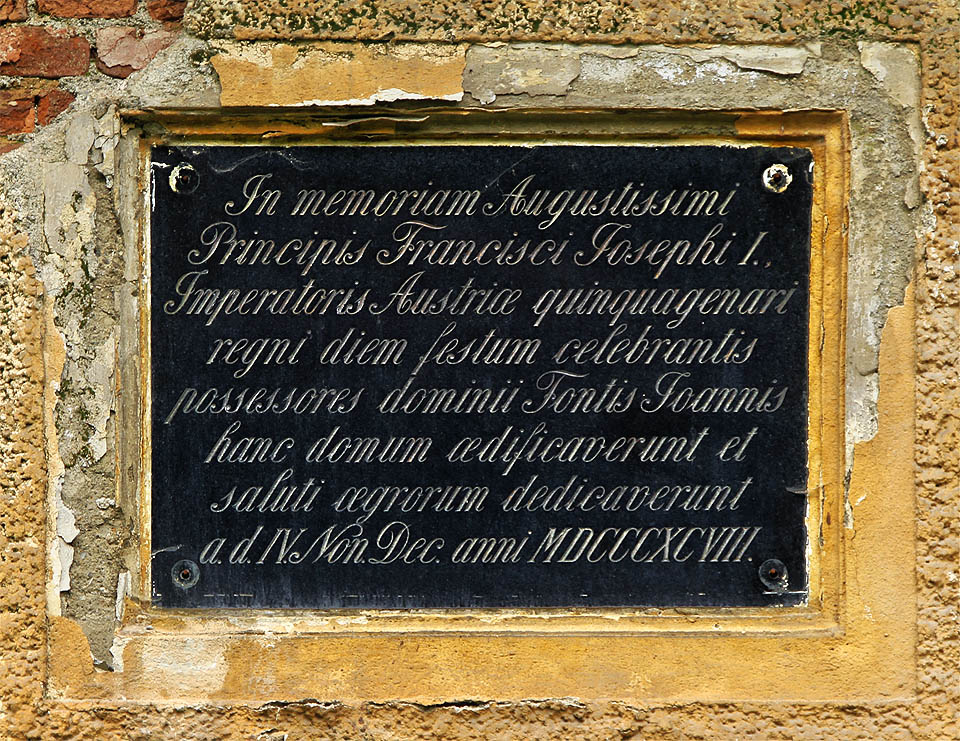 In memoriam Augustissimi
Principis Francisci Josephi I.,
Imperatoris Austriæ quinquagenari
regni diem festum celebrantis
possessores dominii Fontis Joannis
hanc domum ædificaverunt et
saluti ægrorum dedicaverunt
a. d. IV. Non. Dec. anni MDCCCXCVIII.